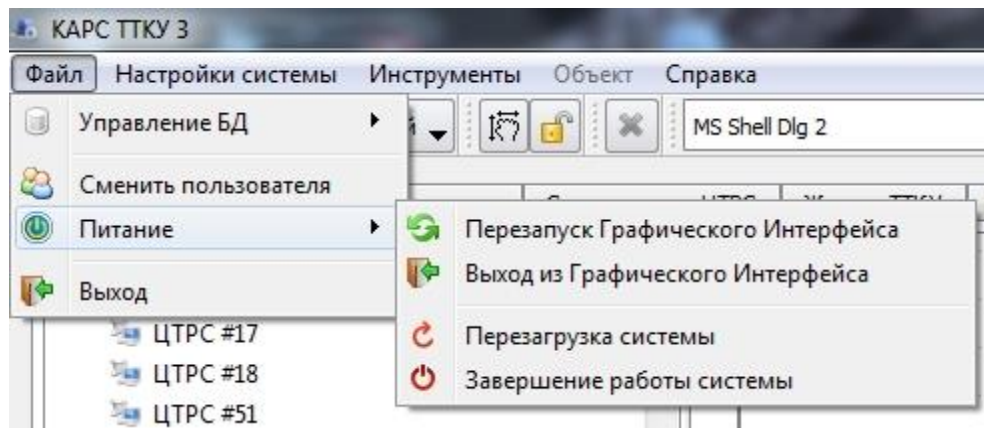 КАРС ТТКУ 3
Файл Настройки системы Инструменты Объект Справка
Управление БД
MS Shell Dlg 2
Сменить пользователя
Питание
Перезапуск Графического Интерфейса
Выход из Графического Интерфейса
Выход
Перезагрузка системы
ЦТРС #17
ЦТРС #18
Завершение работы системы
ЦТРС #51